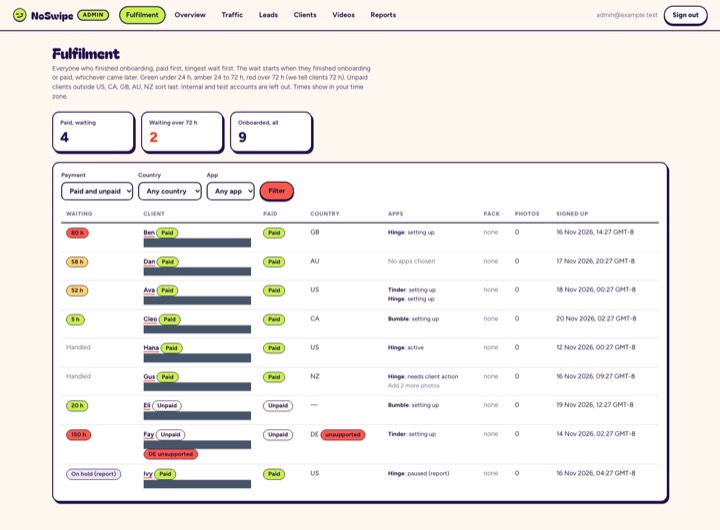 NoSwipe ADMIN Fulfilment Overview Traffic Leads Clients Videos Reports admin@example.test Sign out
Fulfilment
Everyone who finished onboarding, paid first, longest wait first. The wait starts when they finished onboarding
or paid, whichever came later. Green under 24 h, amber 24 to 72 h, red over 72 h (we tell clients 72 h). Unpaid
clients outside US, CA, GB, AU, NZ sort last. Internal and test accounts are left out. Times show in your time
zone.
Paid, waiting
4
Waiting over 72 h
2
Onboarded, all
9
Payment Country App
Paid and unpaid Any country Any app Filter
WAITING CLIENT PAID COUNTRY APPS PACK PHOTOS SIGNED UP
80 h Ben Paid Paid GB Hinge: setting up none 0 16 Nov 2026, 14:27 GMT-8
58 h Dan Paid Paid AU No apps chosen none 0 17 Nov 2026, 20:27 GMT-8
52 h Ava Paid Paid US Tinder: setting up none 0 18 Nov 2026, 00:27 GMT-8
Hinge: setting up
5 h Cleo Paid Paid CA Bumble: setting up none 0 20 Nov 2026, 02:27 GMT-8
Handled Hana Paid Paid US Hinge: active none 0 12 Nov 2026, 00:27 GMT-8
Handled Gus Paid Paid NZ Hinge: needs client action none 0 16 Nov 2026, 09:27 GMT-8
Add 2 more photos
20 h Eli Unpaid Unpaid — Bumble: setting up none 0 19 Nov 2026, 12:27 GMT-8
150 h Fay Unpaid Unpaid DE unsupported Tinder: setting up none 0 14 Nov 2026, 02:27 GMT-8
DE unsupported
On hold (report) Ivy Paid Paid US Hinge: paused (report) none 0 16 Nov 2026, 04:27 GMT-8